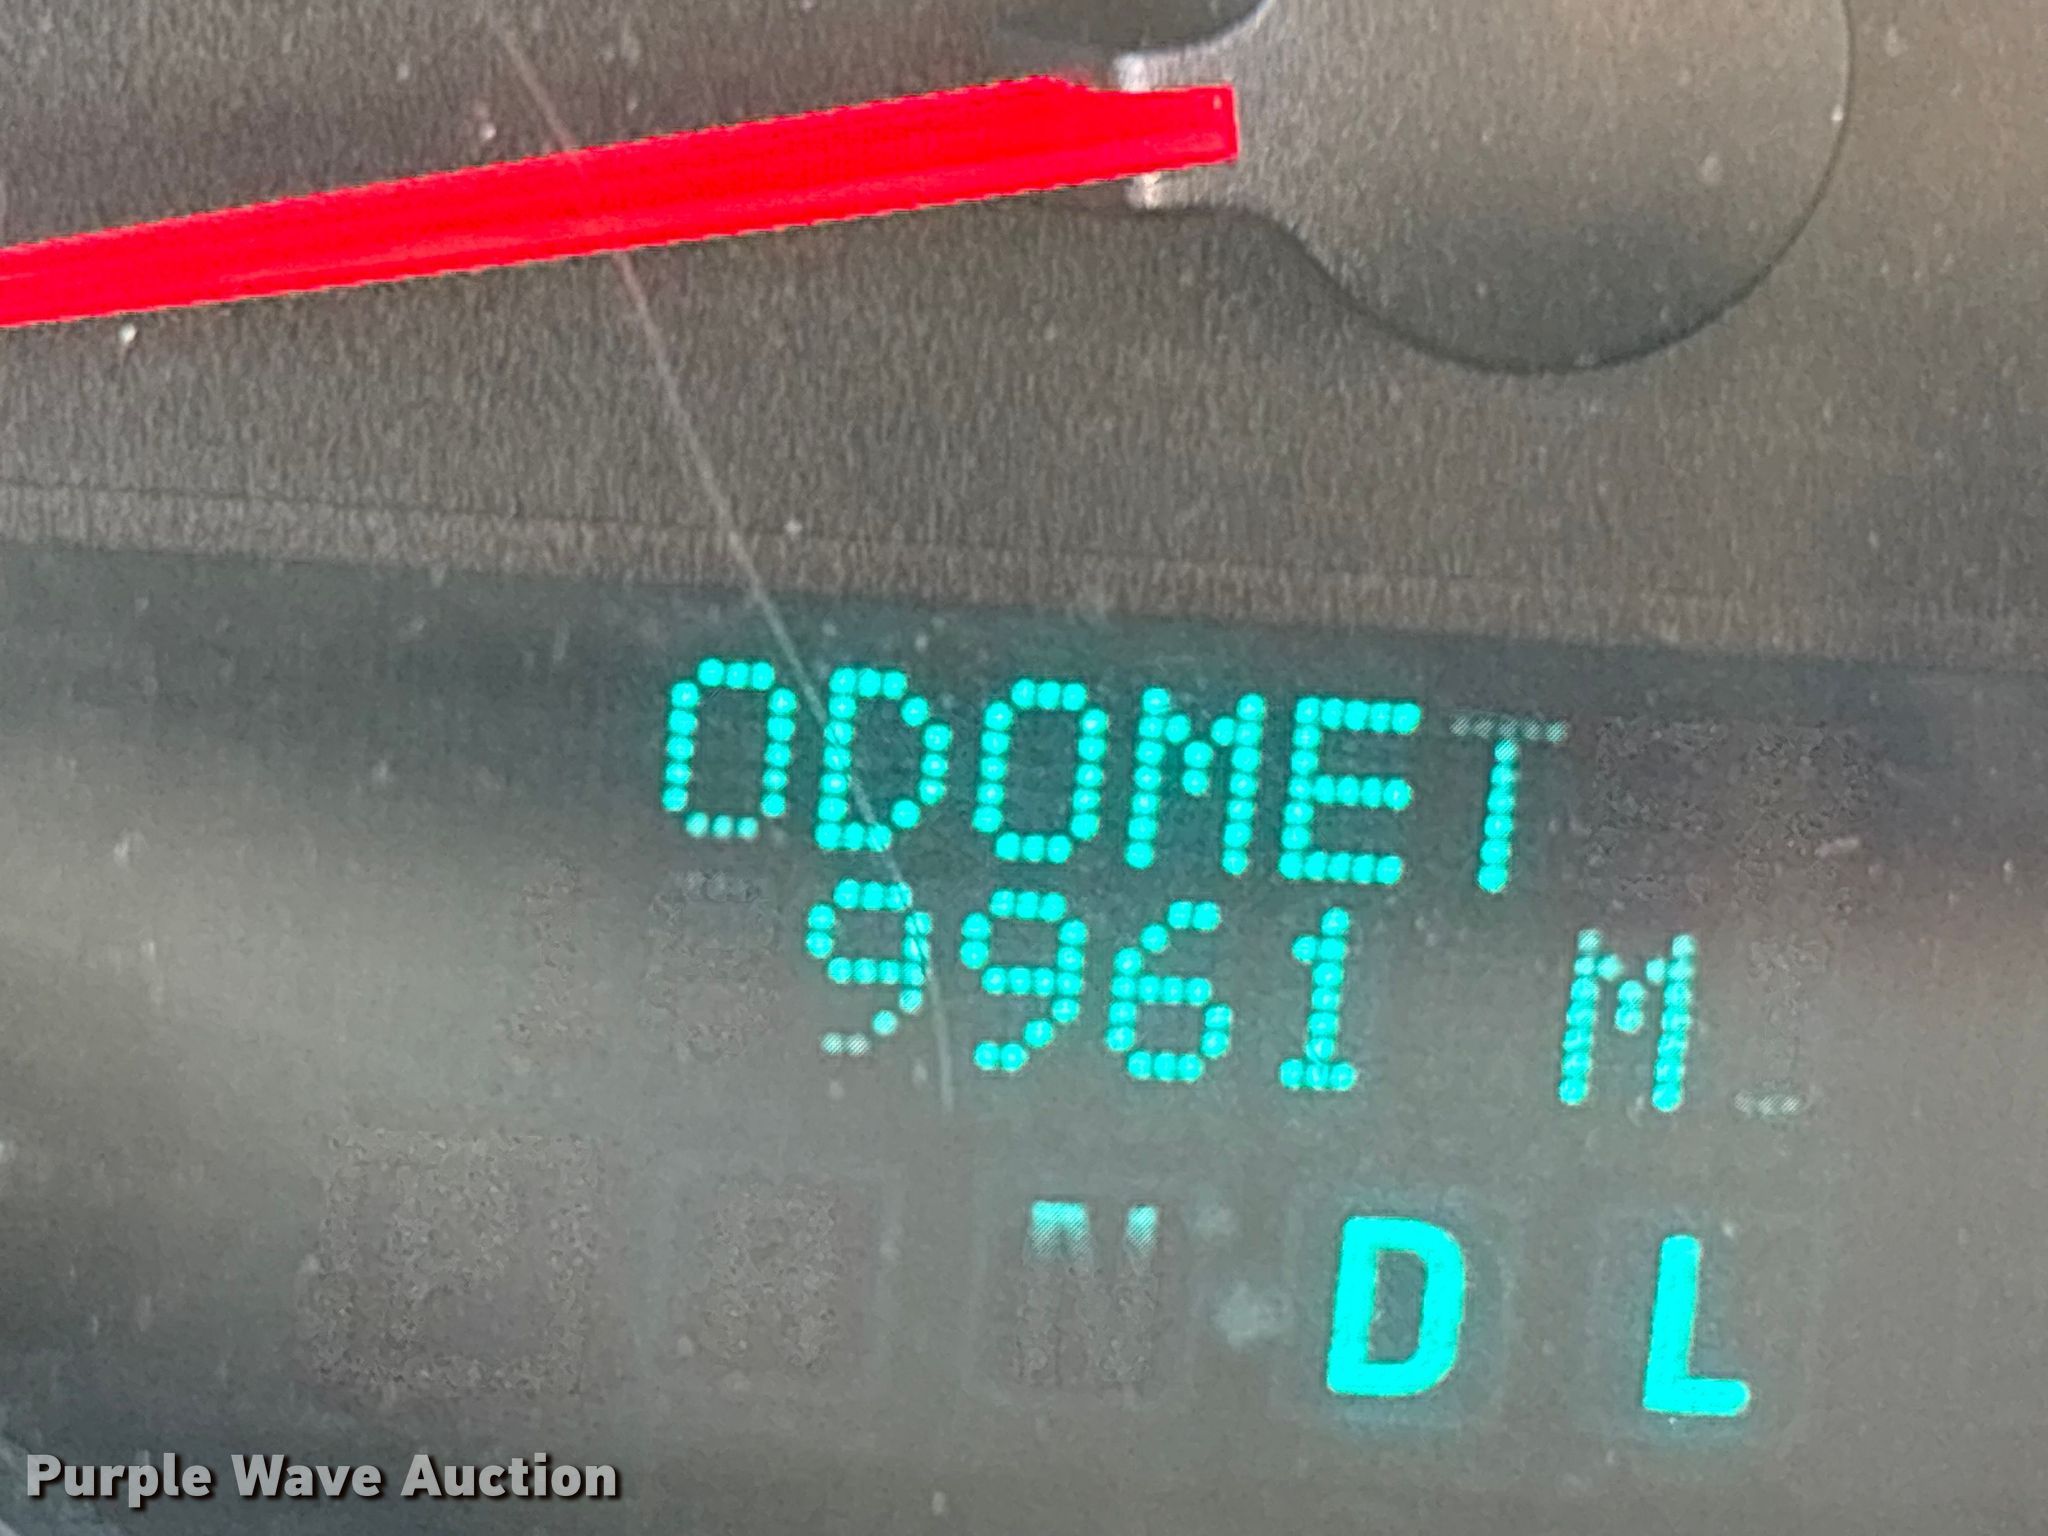 ODOMET
9961 M
N D L
Purple Wave Auction